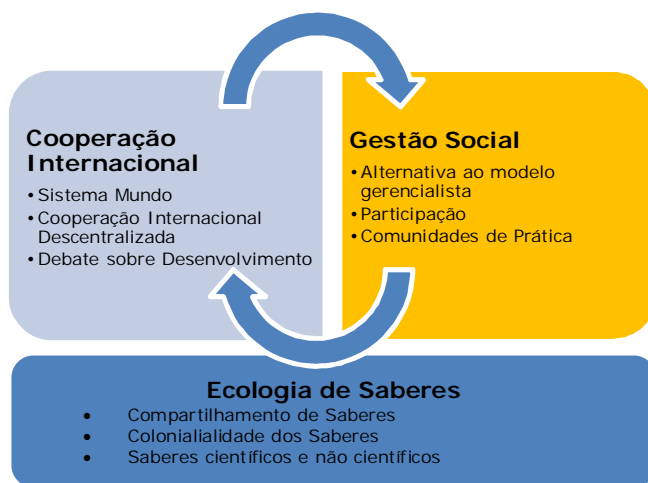 Cooperação
Internacional
• Sistema Mundo
• Cooperação Internacional
Descentralizada
• Debate sobre Desenvolvimento
Gestão Social
• Alternativa ao modelo
gerencialista
• Participação
• Comunidades de Prática
Ecologia de Saberes
• Compartilhamento de Saberes
• Colonialialidade dos Saberes
• Saberes científicos e não científicos